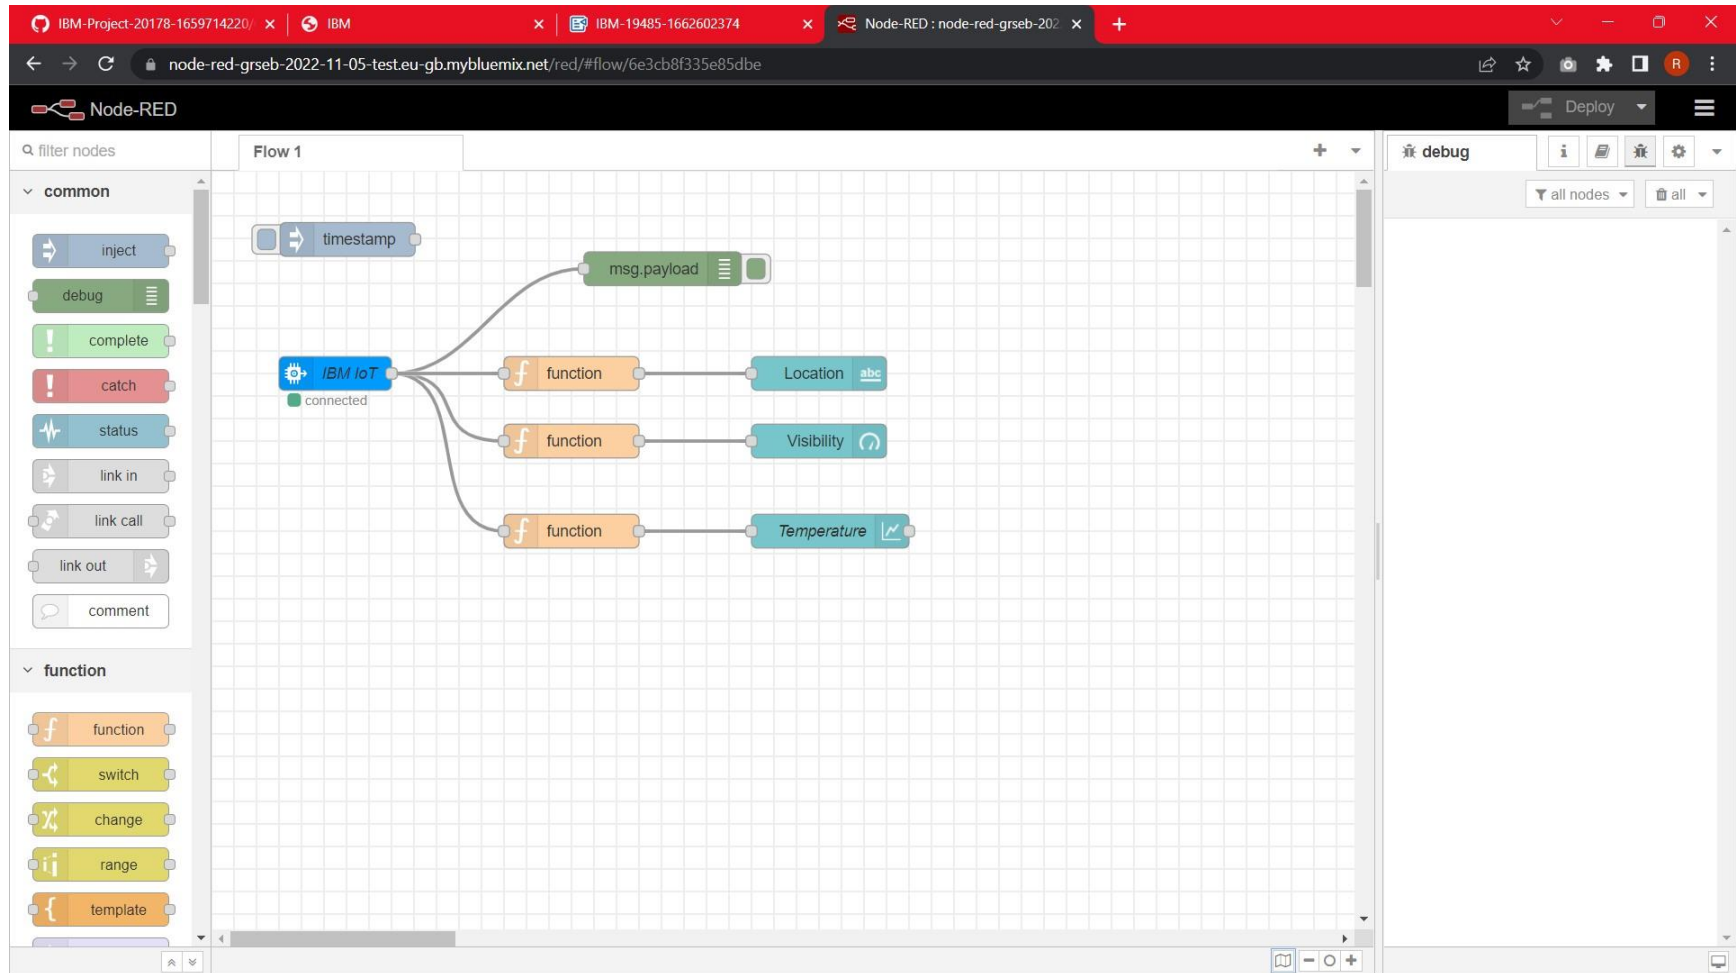 IBM-Project-20178-1659714220/
IBM
IBM-19485-1662602374
Node-RED : node-red-grseb-202
node-red-grseb-2022-11-05-test.eu-gb.mybluemix.net/red/#flow/6e3cb8f335e85dbe
R
Node-RED
Deploy
filter nodes
Flow 1
debug
i
common
all nodes
all
inject
debug
complete
catch
status
link in
link call
link out
comment
function
function
switch
change
range
template
timestamp
msg.payload
IBM IoT
connected
function
Location
abc
function
Visibility
function
Temperature